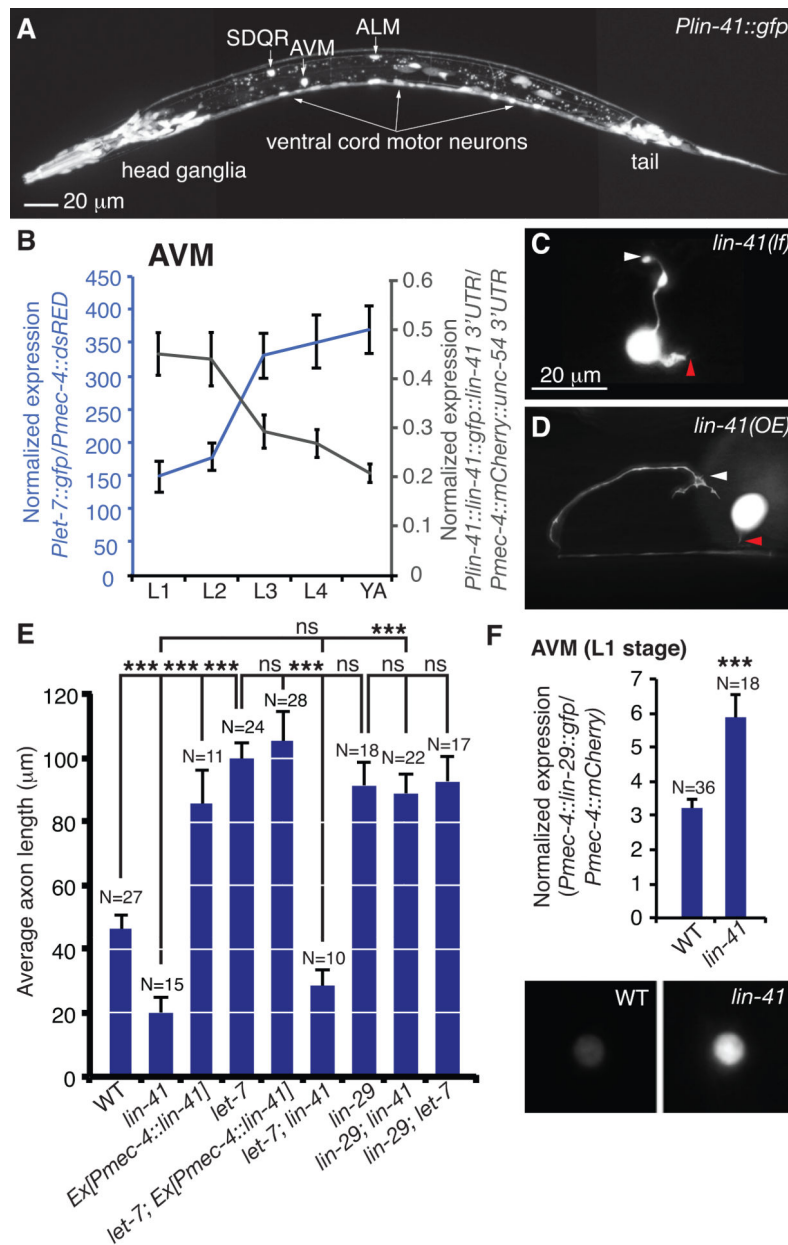 A
Plin-41::gfp
SDQR
AVM
ALM
ventral cord motor neurons
head ganglia
tail
20 μm
B
AVM
Normalized expression
Plet-7::gfp/Pmec-4::dsRED
450
400
350
300
250
200
150
100
50
0
0.6
0.5
0.4
0.3
0.2
0.1
0
Normalized expression
Plin-41::lin-41::gfp::lin-41 3'UTR/
Pmec-4::mCherry::unc-54 3'UTR
L1 L2 L3 L4 YA
C
lin-41(lf)
20 μm
D
lin-41(OE)
E
ns
***
*** *** *** ns *** ns ns ns
Average axon length (μm)
120
100
80
60
40
20
0
N=27
N=15
N=11
N=24
N=28
N=10
N=18
N=22
N=17
WT
lin-41
Ex[Pmec-4::lin-41]
let-7
let-7; Ex[Pmec-4::lin-41]
let-7; lin-41
lin-29
lin-29; lin-41
lin-29; let-7
F
AVM (L1 stage)
Normalized expression
(Pmec-4::lin-29::gfp/
Pmec-4::mCherry)
7
6
5
4
3
2
1
0
***
N=18
N=36
WT
lin-41
WT
lin-41